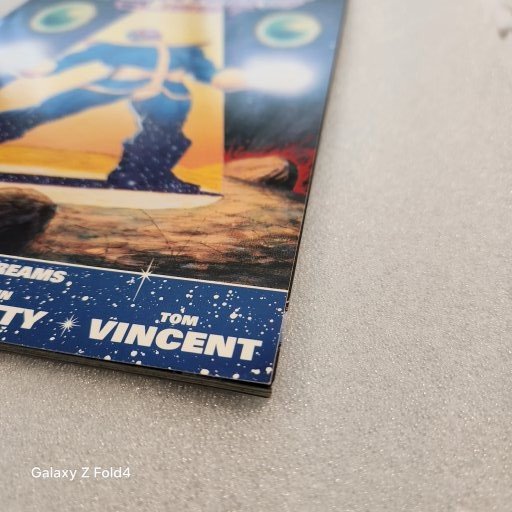 REAMS
TY
TOM
VINCENT
Galaxy Z Fold4